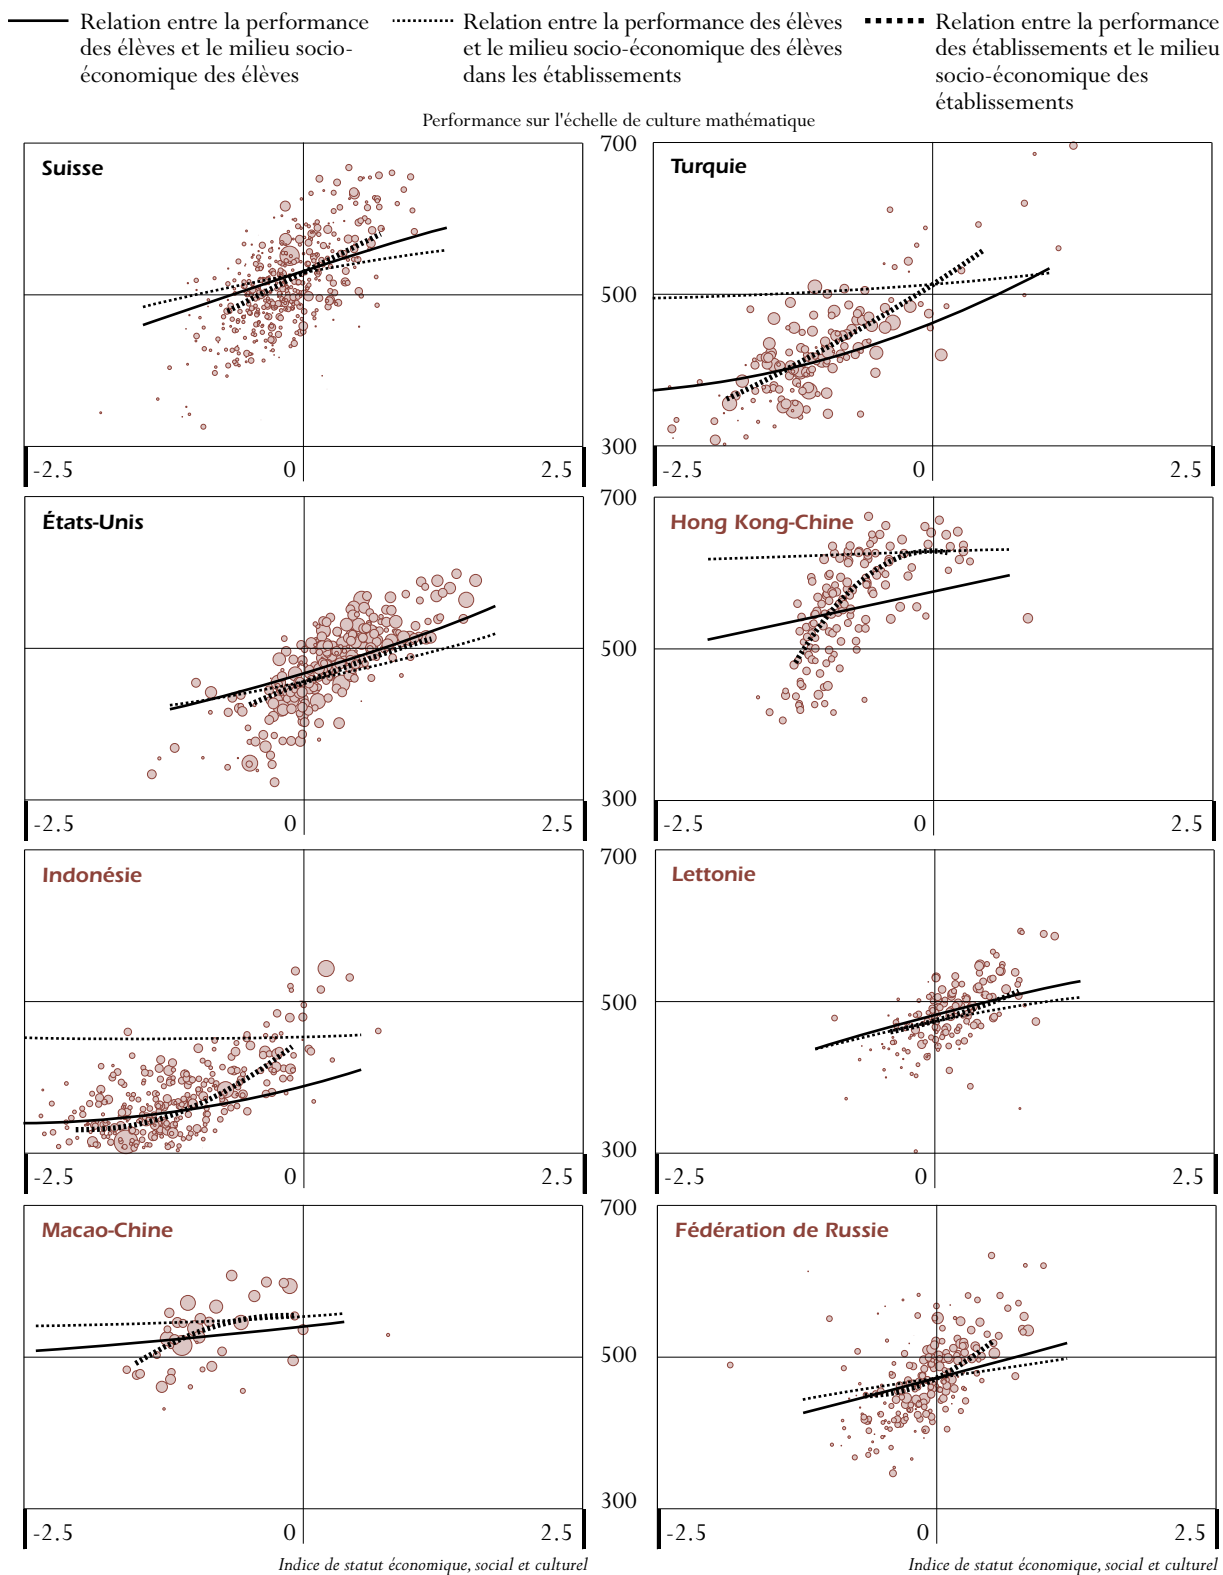 Relation entre la performance
des élèves et le milieu socio-
économique des élèves
Relation entre la performance des élèves
et le milieu socio-économique des élèves
dans les établissements
Relation entre la performance
des établissements et le milieu
socio-économique des
établissements
Performance sur l'échelle de culture mathématique
Suisse
-2.5 0 2.5
700
500
300
Turquie
-2.5 0 2.5
États-Unis
-2.5 0 2.5
700
500
300
Hong Kong-Chine
-2.5 0 2.5
Indonésie
-2.5 0 2.5
700
500
300
Lettonie
-2.5 0 2.5
Macao-Chine
-2.5 0 2.5
700
500
300
Fédération de Russie
-2.5 0 2.5
Indice de statut économique, social et culturel
Indice de statut économique, social et culturel